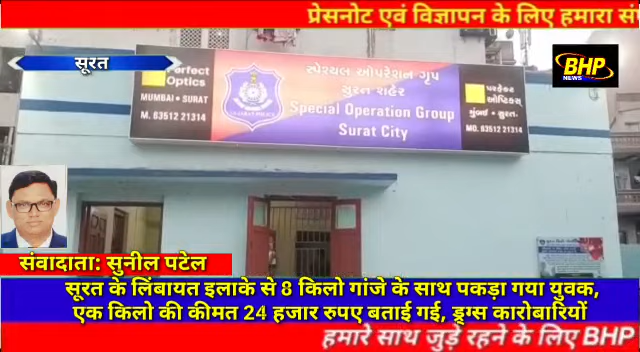 प्रेसनोट एवं विज्ञापन के लिए हमारा सं
सूरत
BHP
NEWS
Perfect
Optics
MUMBAI • SURAT
M. 63512 21314
સ્પેશ્યલ ઓપરેશન ગૃપ
સુરત શહેર
Special Operation Group
Surat City
પરફેક્ટ
ઓપ્ટિક્સ
મુંબઈ • સુરત.
MO. 63512 21314
संवादाता: सुनील पटेल
सूरत के लिंबायत इलाके से 8 किलो गांजे के साथ पकड़ा गया युवक,
एक किलो की कीमत 24 हजार रुपए बताई गई, ड्रग्स कारोबारियों
हमारे साथ जुड़े रहने के लिए BHP